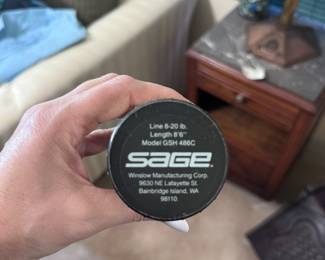 Line 8-20 lb.
Length 8'6"
Model GSH 486C
SAGE
Winslow Manufacturing Corp.
9630 NE Lafayette St.
Bainbridge Island, WA
98110